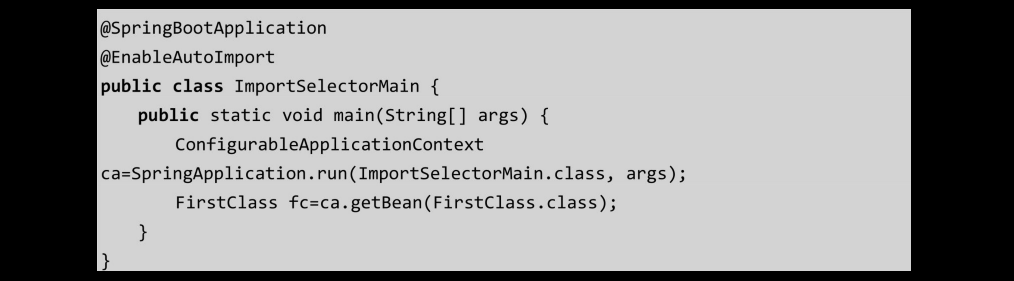 @SpringBootApplication
@EnableAutoImport
public class ImportSelectorMain {
    public static void main(String[] args) {
        ConfigurableApplicationContext
ca=SpringApplication.run(ImportSelectorMain.class, args);
        FirstClass fc=ca.getBean(FirstClass.class);
    }
}